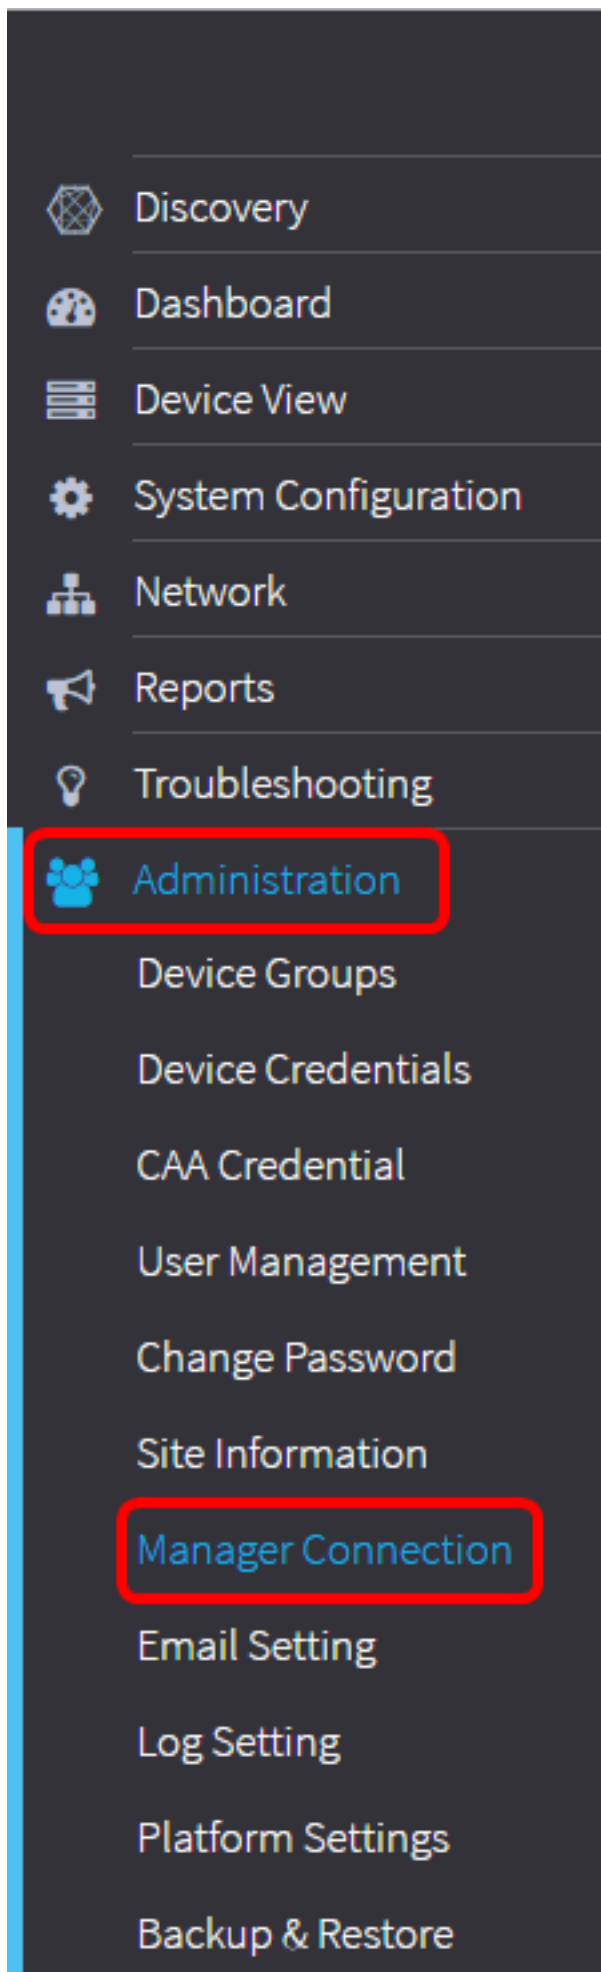 Discovery
Dashboard
Device View
System Configuration
Network
Reports
Troubleshooting
Administration
Device Groups
Device Credentials
CAA Credential
User Management
Change Password
Site Information
Manager Connection
Email Setting
Log Setting
Platform Settings
Backup & Restore